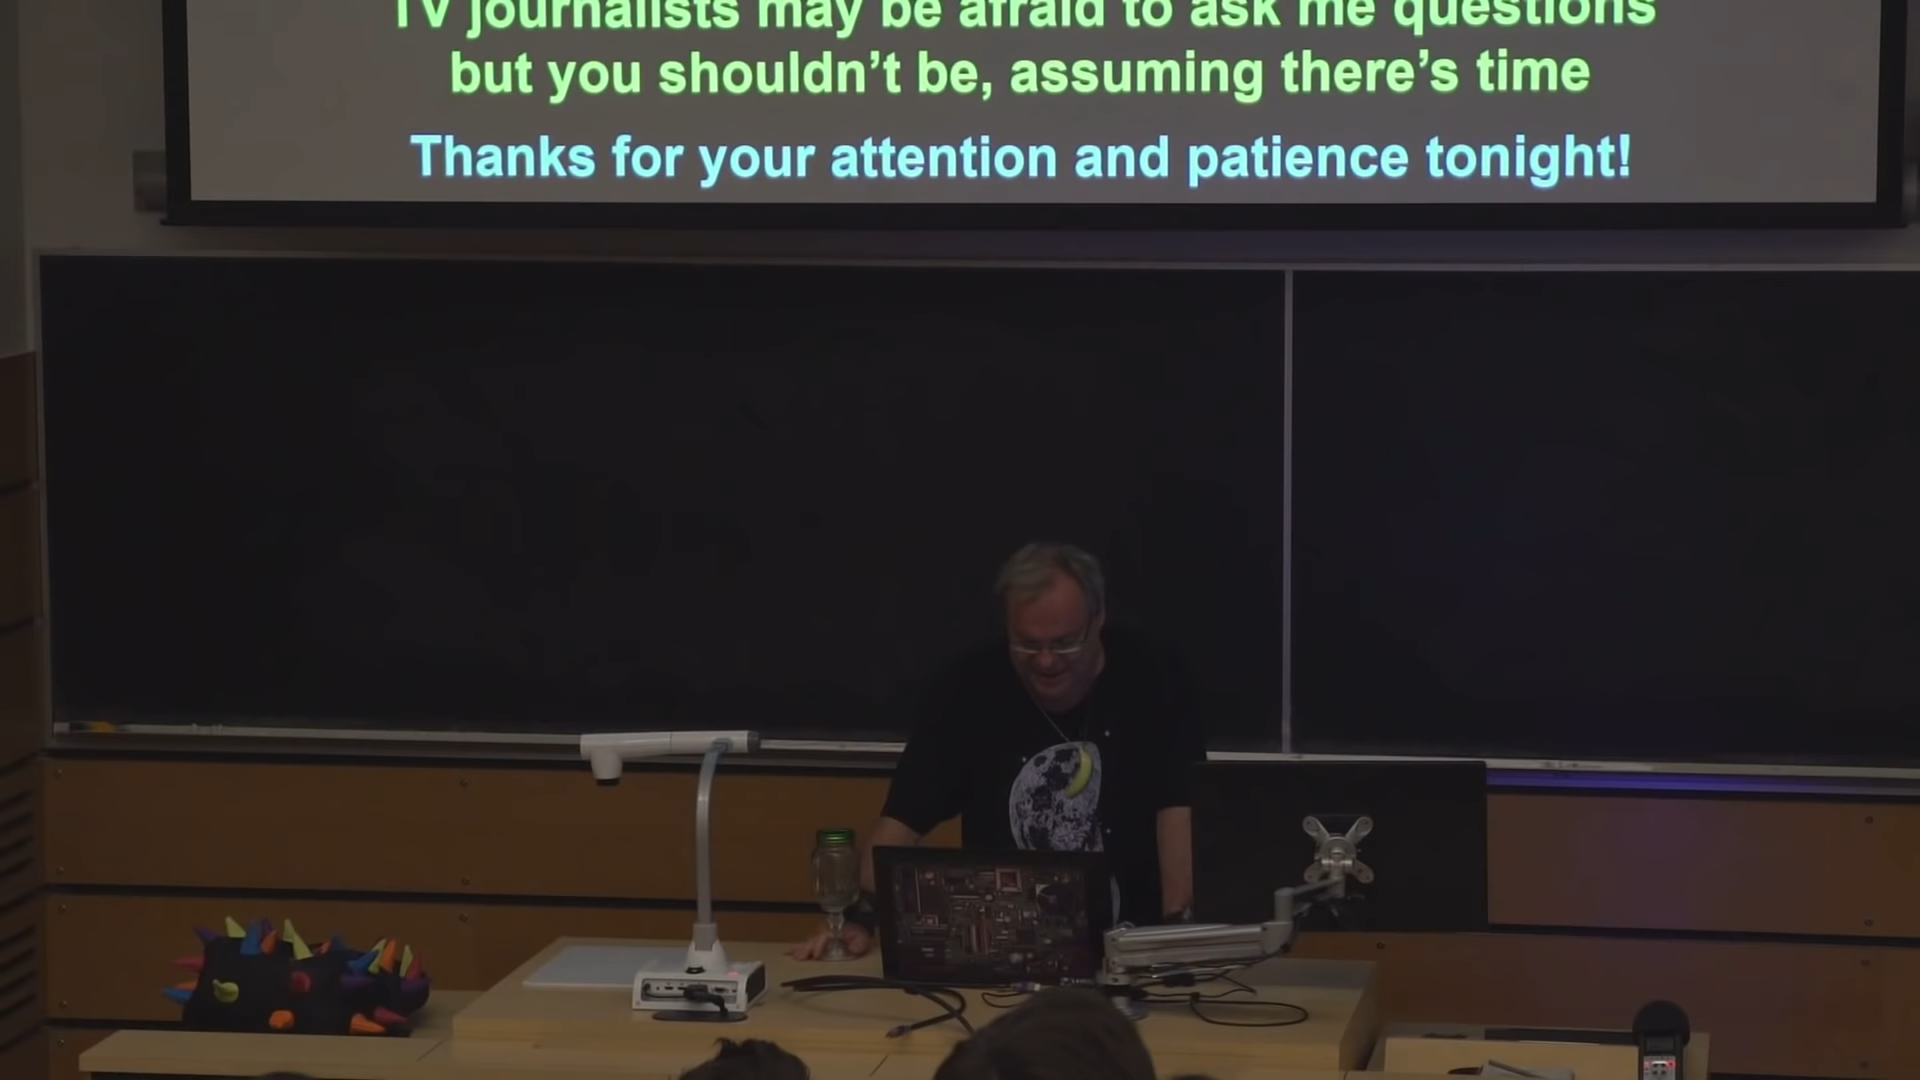 TV journalists may be afraid to ask me questions
but you shouldn't be, assuming there's time
Thanks for your attention and patience tonight!